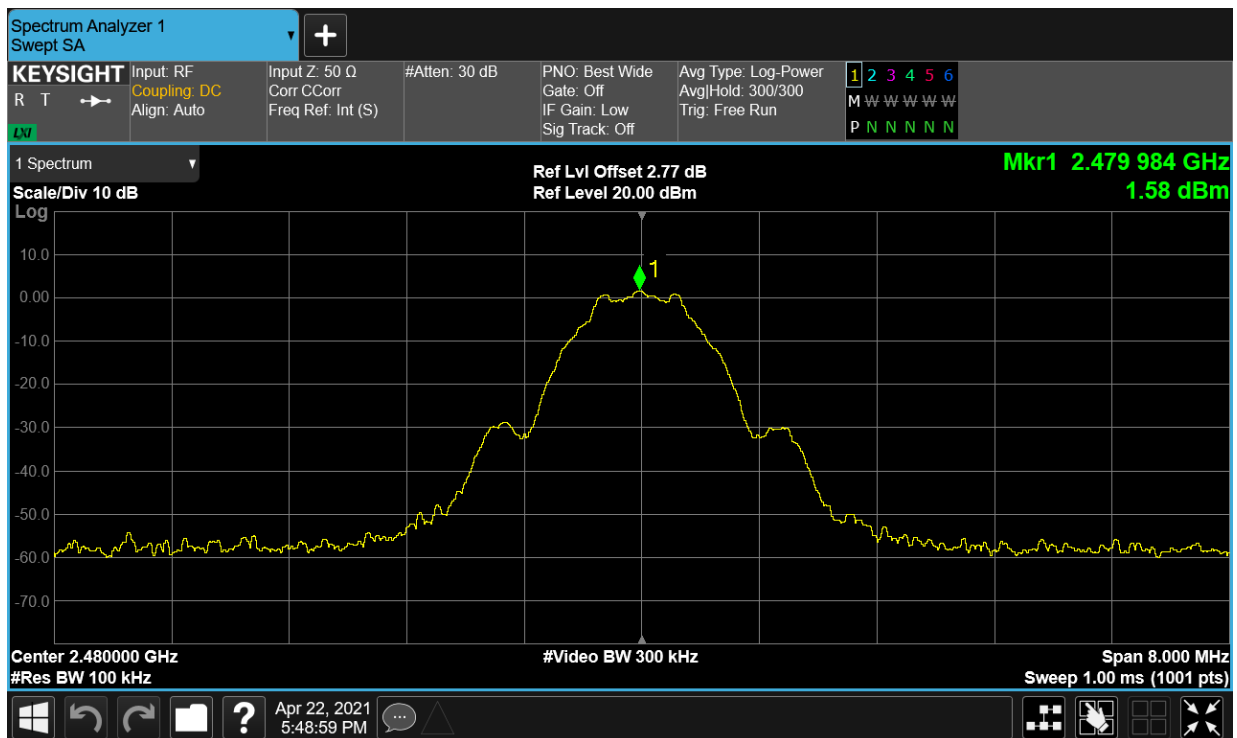 Spectrum Analyzer 1
Swept SA
+
KEYSIGHT
R T
LXI
Input: RF
Coupling: DC
Align: Auto
Input Z: 50 Ω
Corr CCorr
Freq Ref: Int (S)
#Atten: 30 dB
PNO: Best Wide
Gate: Off
IF Gain: Low
Sig Track: Off
Avg Type: Log-Power
Avg|Hold: 300/300
Trig: Free Run
1 2 3 4 5 6
M W W W W W
P N N N N N
1 Spectrum
Scale/Div 10 dB
Log
Ref Lvl Offset 2.77 dB
Ref Level 20.00 dBm
Mkr1 2.479 984 GHz
1.58 dBm
1
10.0
0.00
-10.0
-20.0
-30.0
-40.0
-50.0
-60.0
-70.0
Center 2.480000 GHz
#Res BW 100 kHz
#Video BW 300 kHz
Span 8.000 MHz
Sweep 1.00 ms (1001 pts)
?
Apr 22, 2021
5:48:59 PM